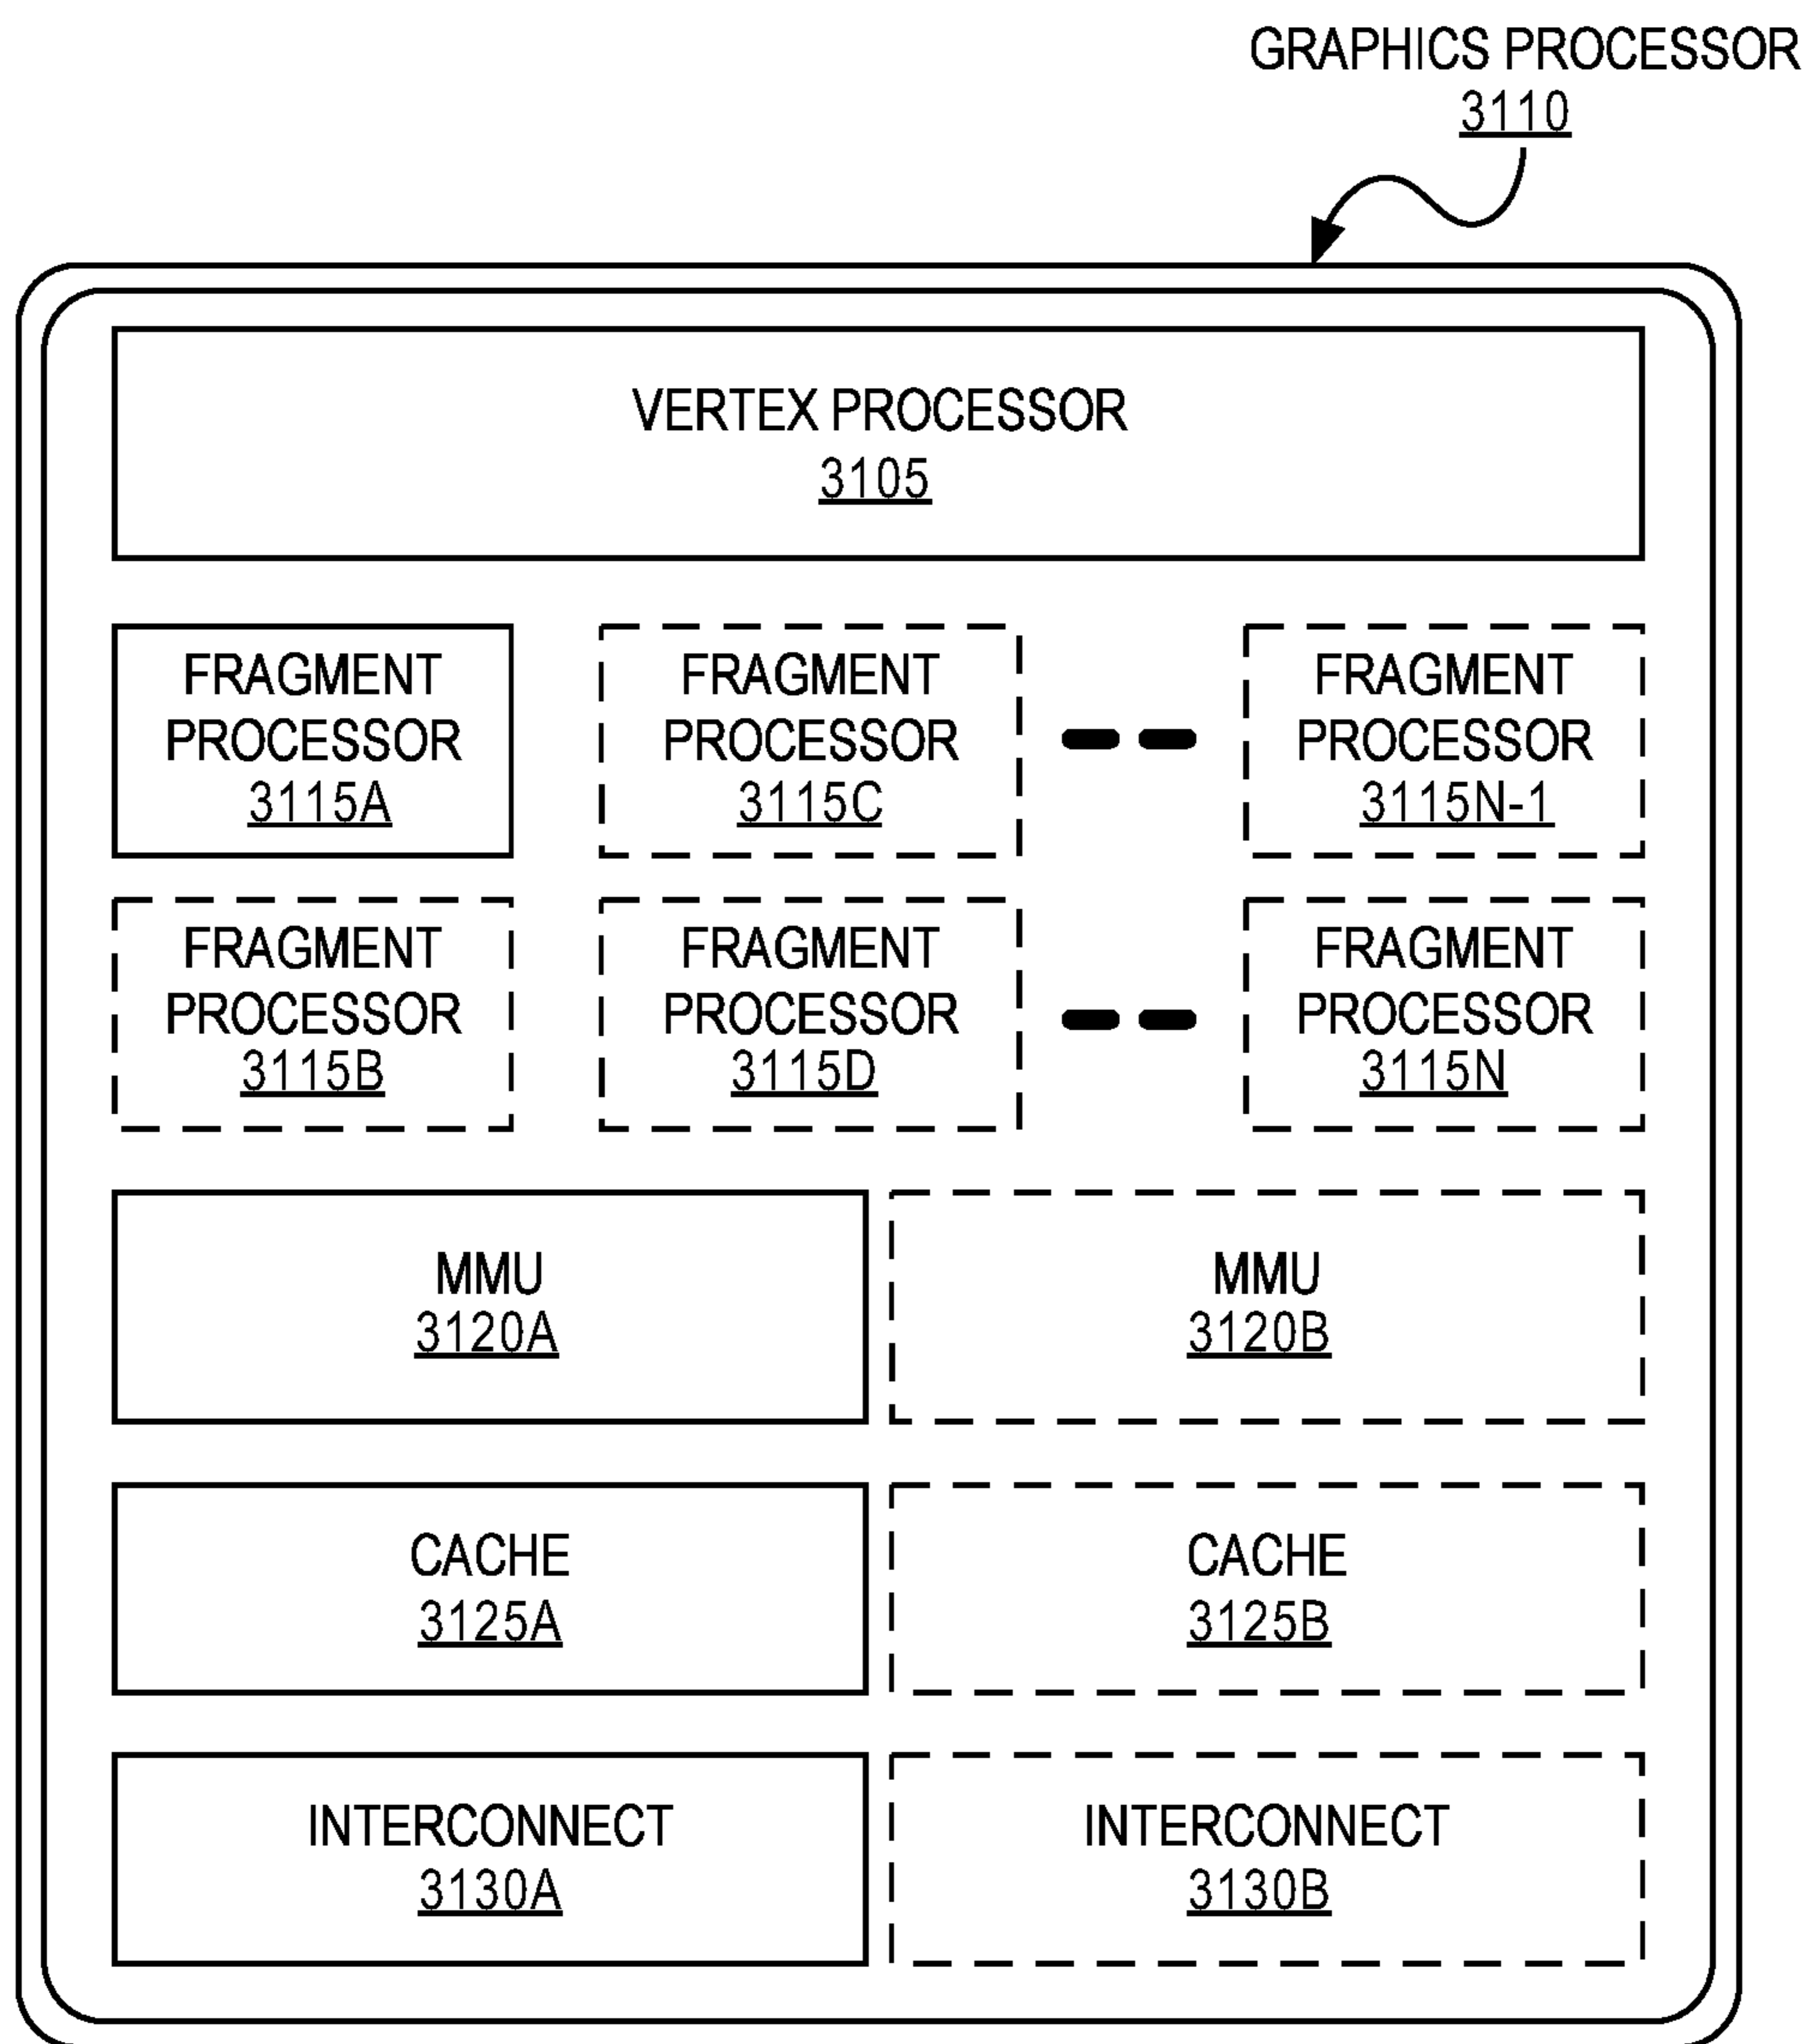 GRAPHICS PROCESSOR
3110
VERTEX PROCESSOR
3105
FRAGMENT
PROCESSOR
3115A
FRAGMENT
PROCESSOR
3115C
FRAGMENT
PROCESSOR
3115N-1
FRAGMENT
PROCESSOR
3115B
FRAGMENT
PROCESSOR
3115D
FRAGMENT
PROCESSOR
3115N
MMU
3120A
MMU
3120B
CACHE
3125A
CACHE
3125B
INTERCONNECT
3130A
INTERCONNECT
3130B